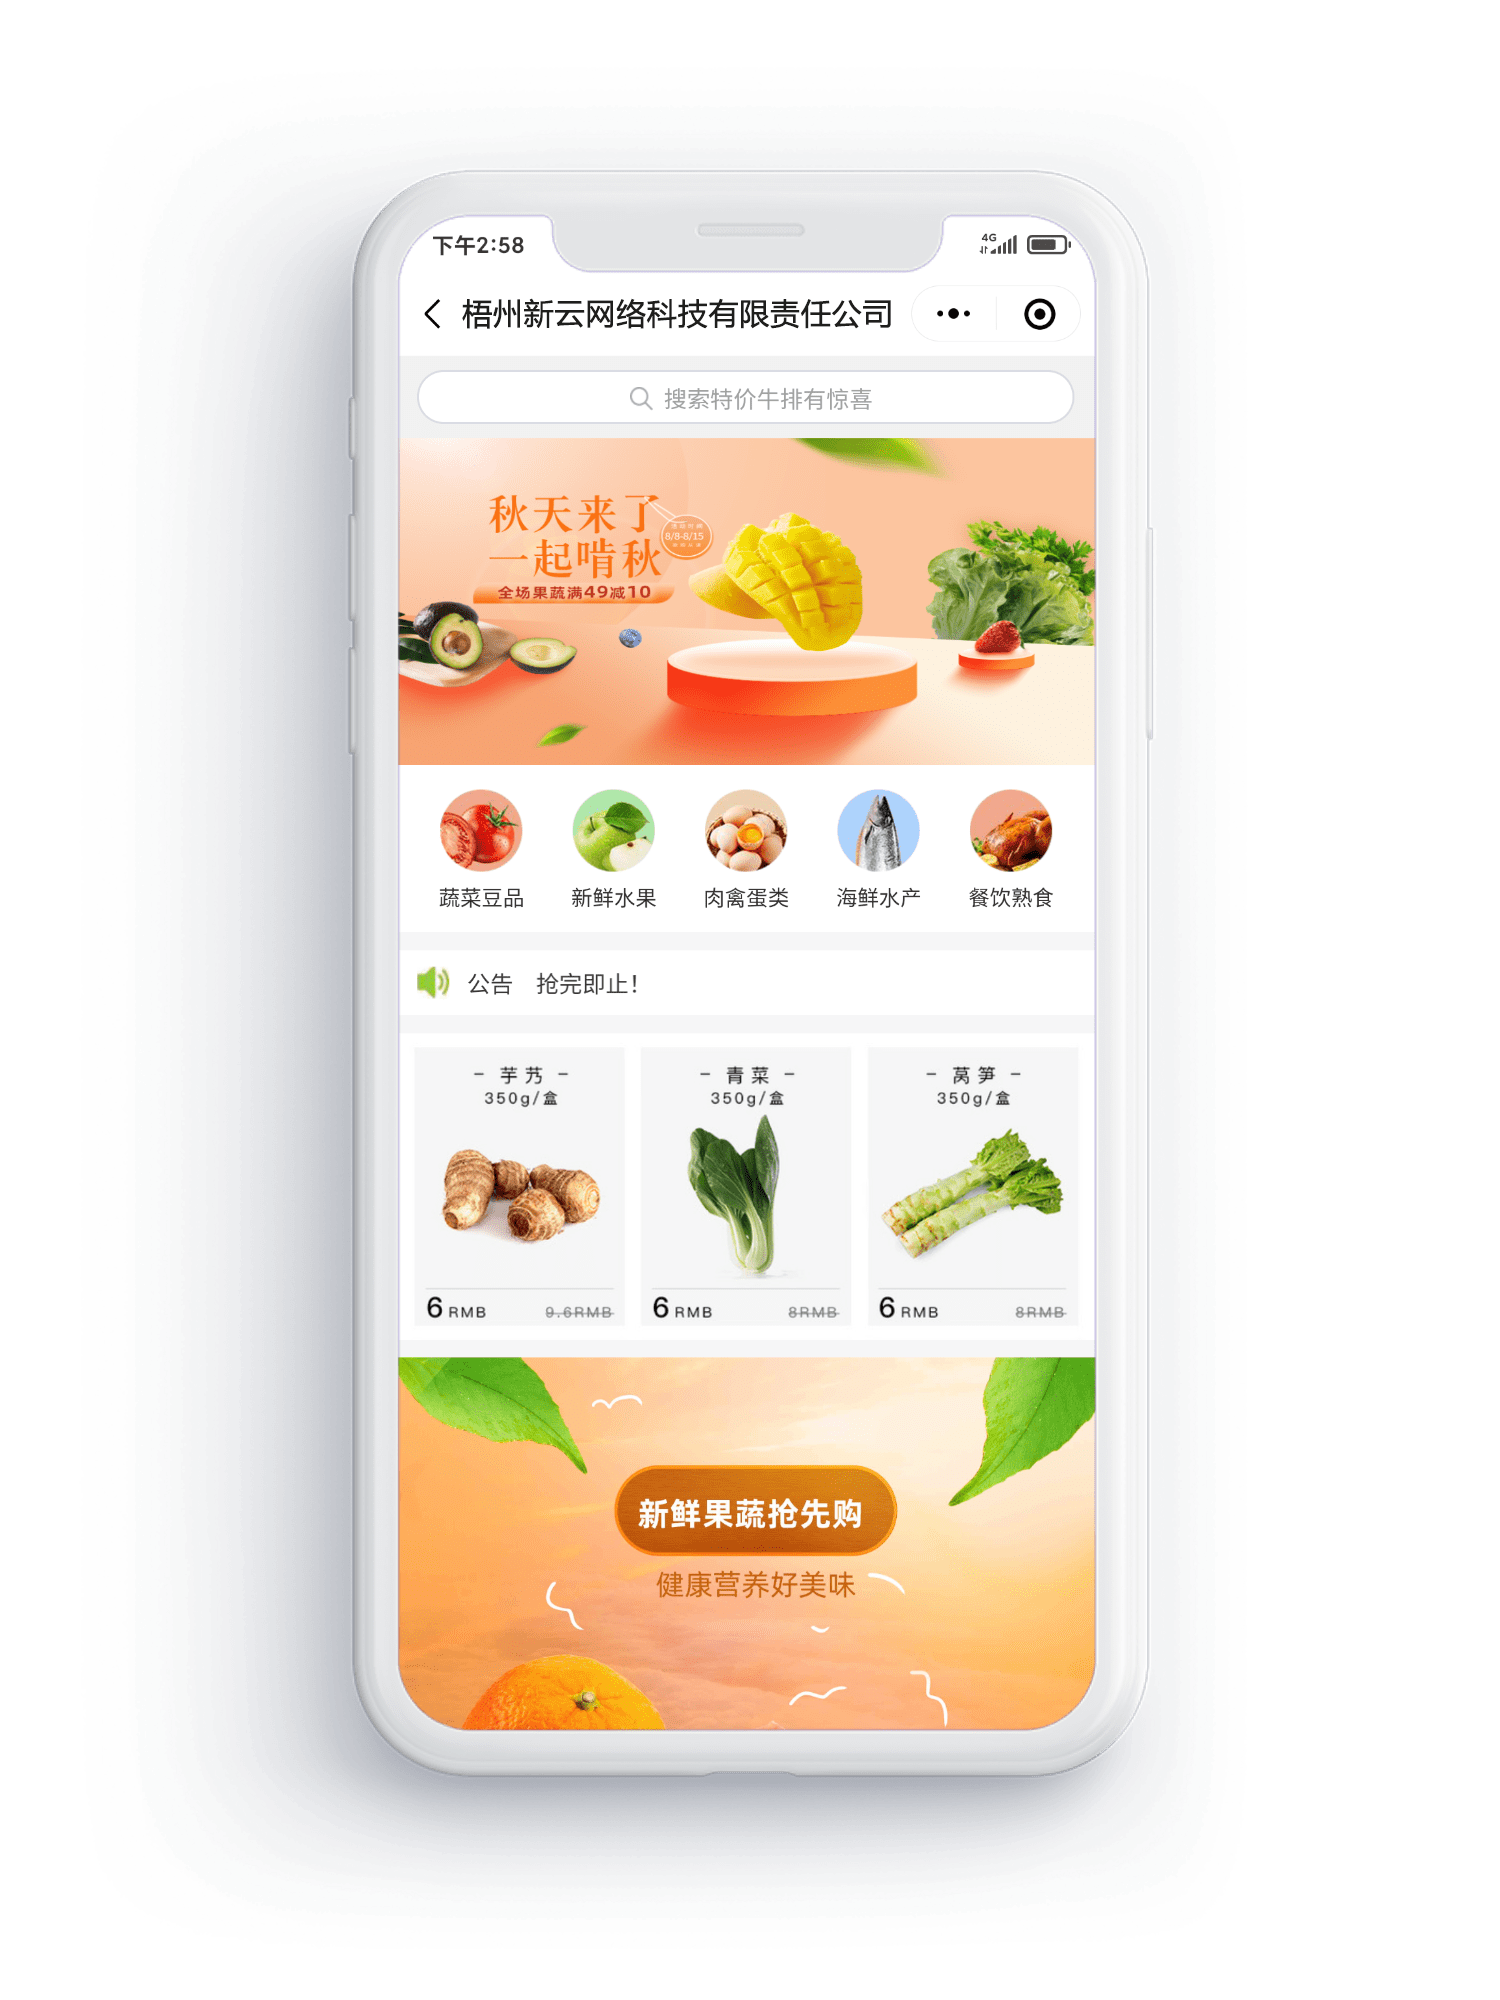 下午2:58
4G
梧州新云网络科技有限责任公司
搜索特价牛排有惊喜
秋天来了
一起啃秋
8/8-8/15
全场果蔬满49减10
蔬菜豆品 新鲜水果 肉禽蛋类 海鲜水产 餐饮熟食
公告 抢完即止!
- 芋艿 - - 青菜 - - 莴笋 -
350g/盒 350g/盒 350g/盒
6 RMB 9.6RMB 6 RMB 8RMB 6 RMB 8RMB
新鲜果蔬抢先购
健康营养好美味